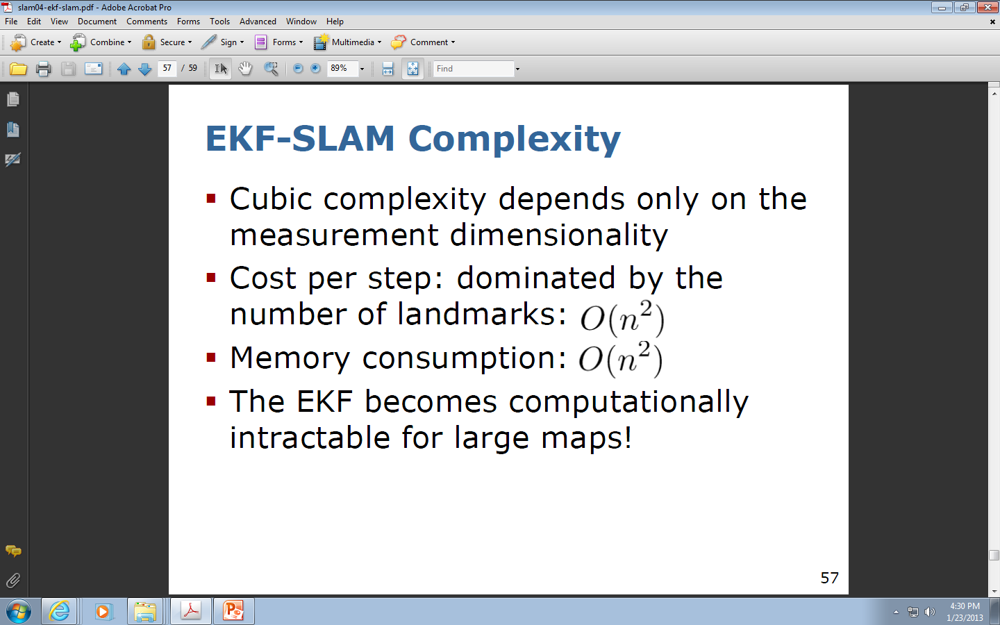 slam04-ekf-slam.pdf - Adobe Acrobat Pro
File Edit View Document Comments Forms Tools Advanced Window Help
Create Combine Secure Sign Forms Multimedia Comment
57 / 59 89% Find
EKF-SLAM Complexity
Cubic complexity depends only on the
measurement dimensionality
Cost per step: dominated by the
number of landmarks: O(n²)
Memory consumption: O(n²)
The EKF becomes computationally
intractable for large maps!
57
4:30 PM
1/23/2013